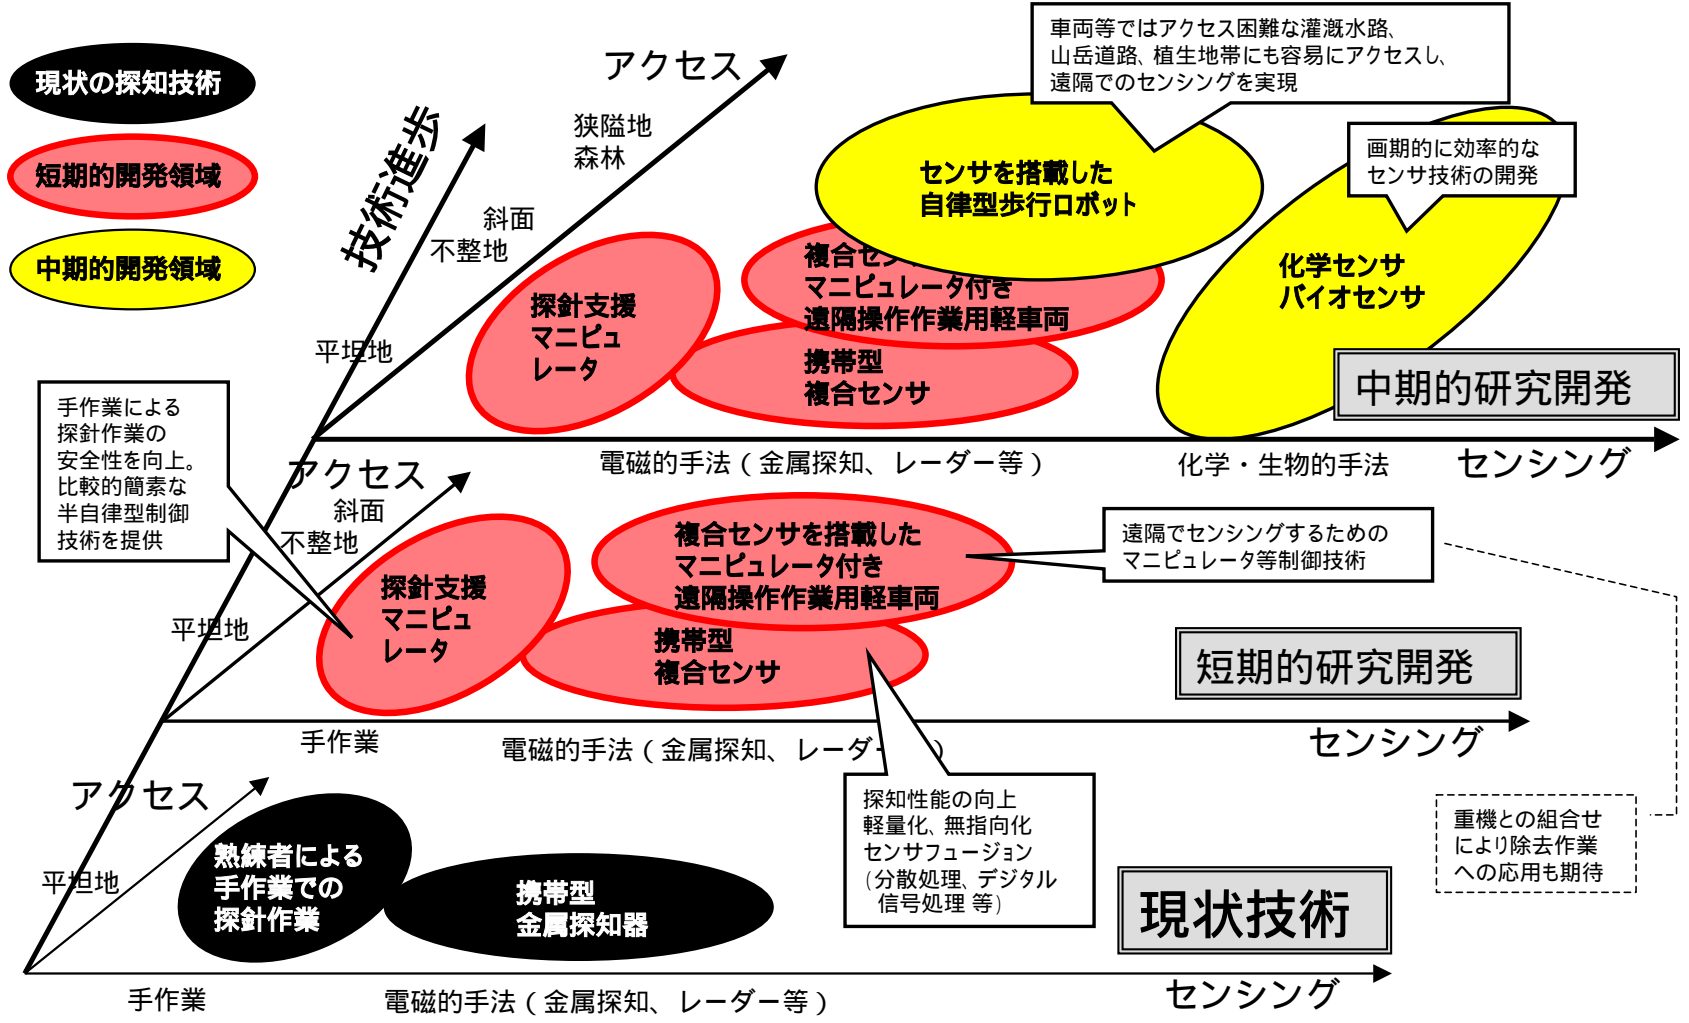 現状の探知技術
短期的開発領域
中期的開発領域
技術進歩
アクセス
狭隘地
森林
斜面
不整地
平坦地
車両等ではアクセス困難な灌漑水路、
山岳道路、植生地帯にも容易にアクセスし、
遠隔でのセンシングを実現
画期的に効率的な
センサ技術の開発
センサを搭載した
自律型歩行ロボット
化学センサ
バイオセンサ
探針支援
マニピュ
レータ
複合セン
マニピュレータ付き
遠隔操作作業用軽車両
携帯型
複合センサ
中期的研究開発
電磁的手法(金属探知、レーダー等)
化学・生物的手法
センシング
手作業による
探針作業の
安全性を向上。
比較的簡素な
半自律型制御
技術を提供
アクセス
斜面
不整地
平坦地
探針支援
マニピュ
レータ
複合センサを搭載した
マニピュレータ付き
遠隔操作作業用軽車両
携帯型
複合センサ
遠隔でセンシングするための
マニピュレータ等制御技術
短期的研究開発
手作業
電磁的手法(金属探知、レーダー)
センシング
探知性能の向上
軽量化、無指向化
センサフュージョン
(分散処理、デジタル
信号処理 等)
重機との組合せ
により除去作業
への応用も期待
アクセス
平坦地
熟練者による
手作業での
探針作業
携帯型
金属探知器
現状技術
手作業
電磁的手法(金属探知、レーダー等)
センシング